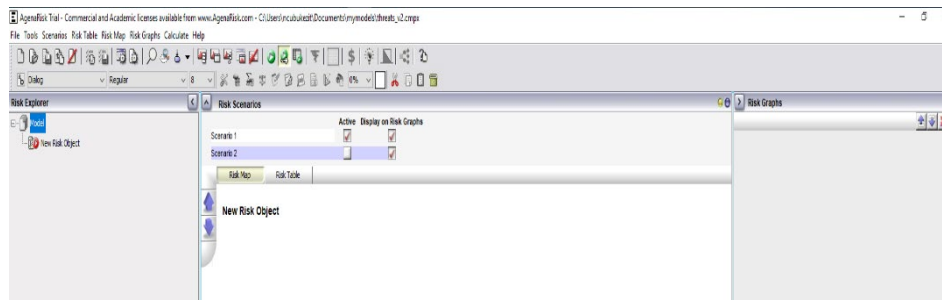 AgenaRisk Trial - Commercial and Academic licenses available from www.AgenaRisk.com - C:\Users\ncubukezit\Documents\mymodels\threats_v2.cmpx
File Tools Scenarios Risk Table Risk Map Risk Graphs Calculate Help
Dialog Regular 8
Risk Explorer Risk Scenarios Risk Graphs
Active Display on Risk Graphs
Model
Scenario 1
New Risk Object
Scenario 2
Risk Map Risk Table
New Risk Object